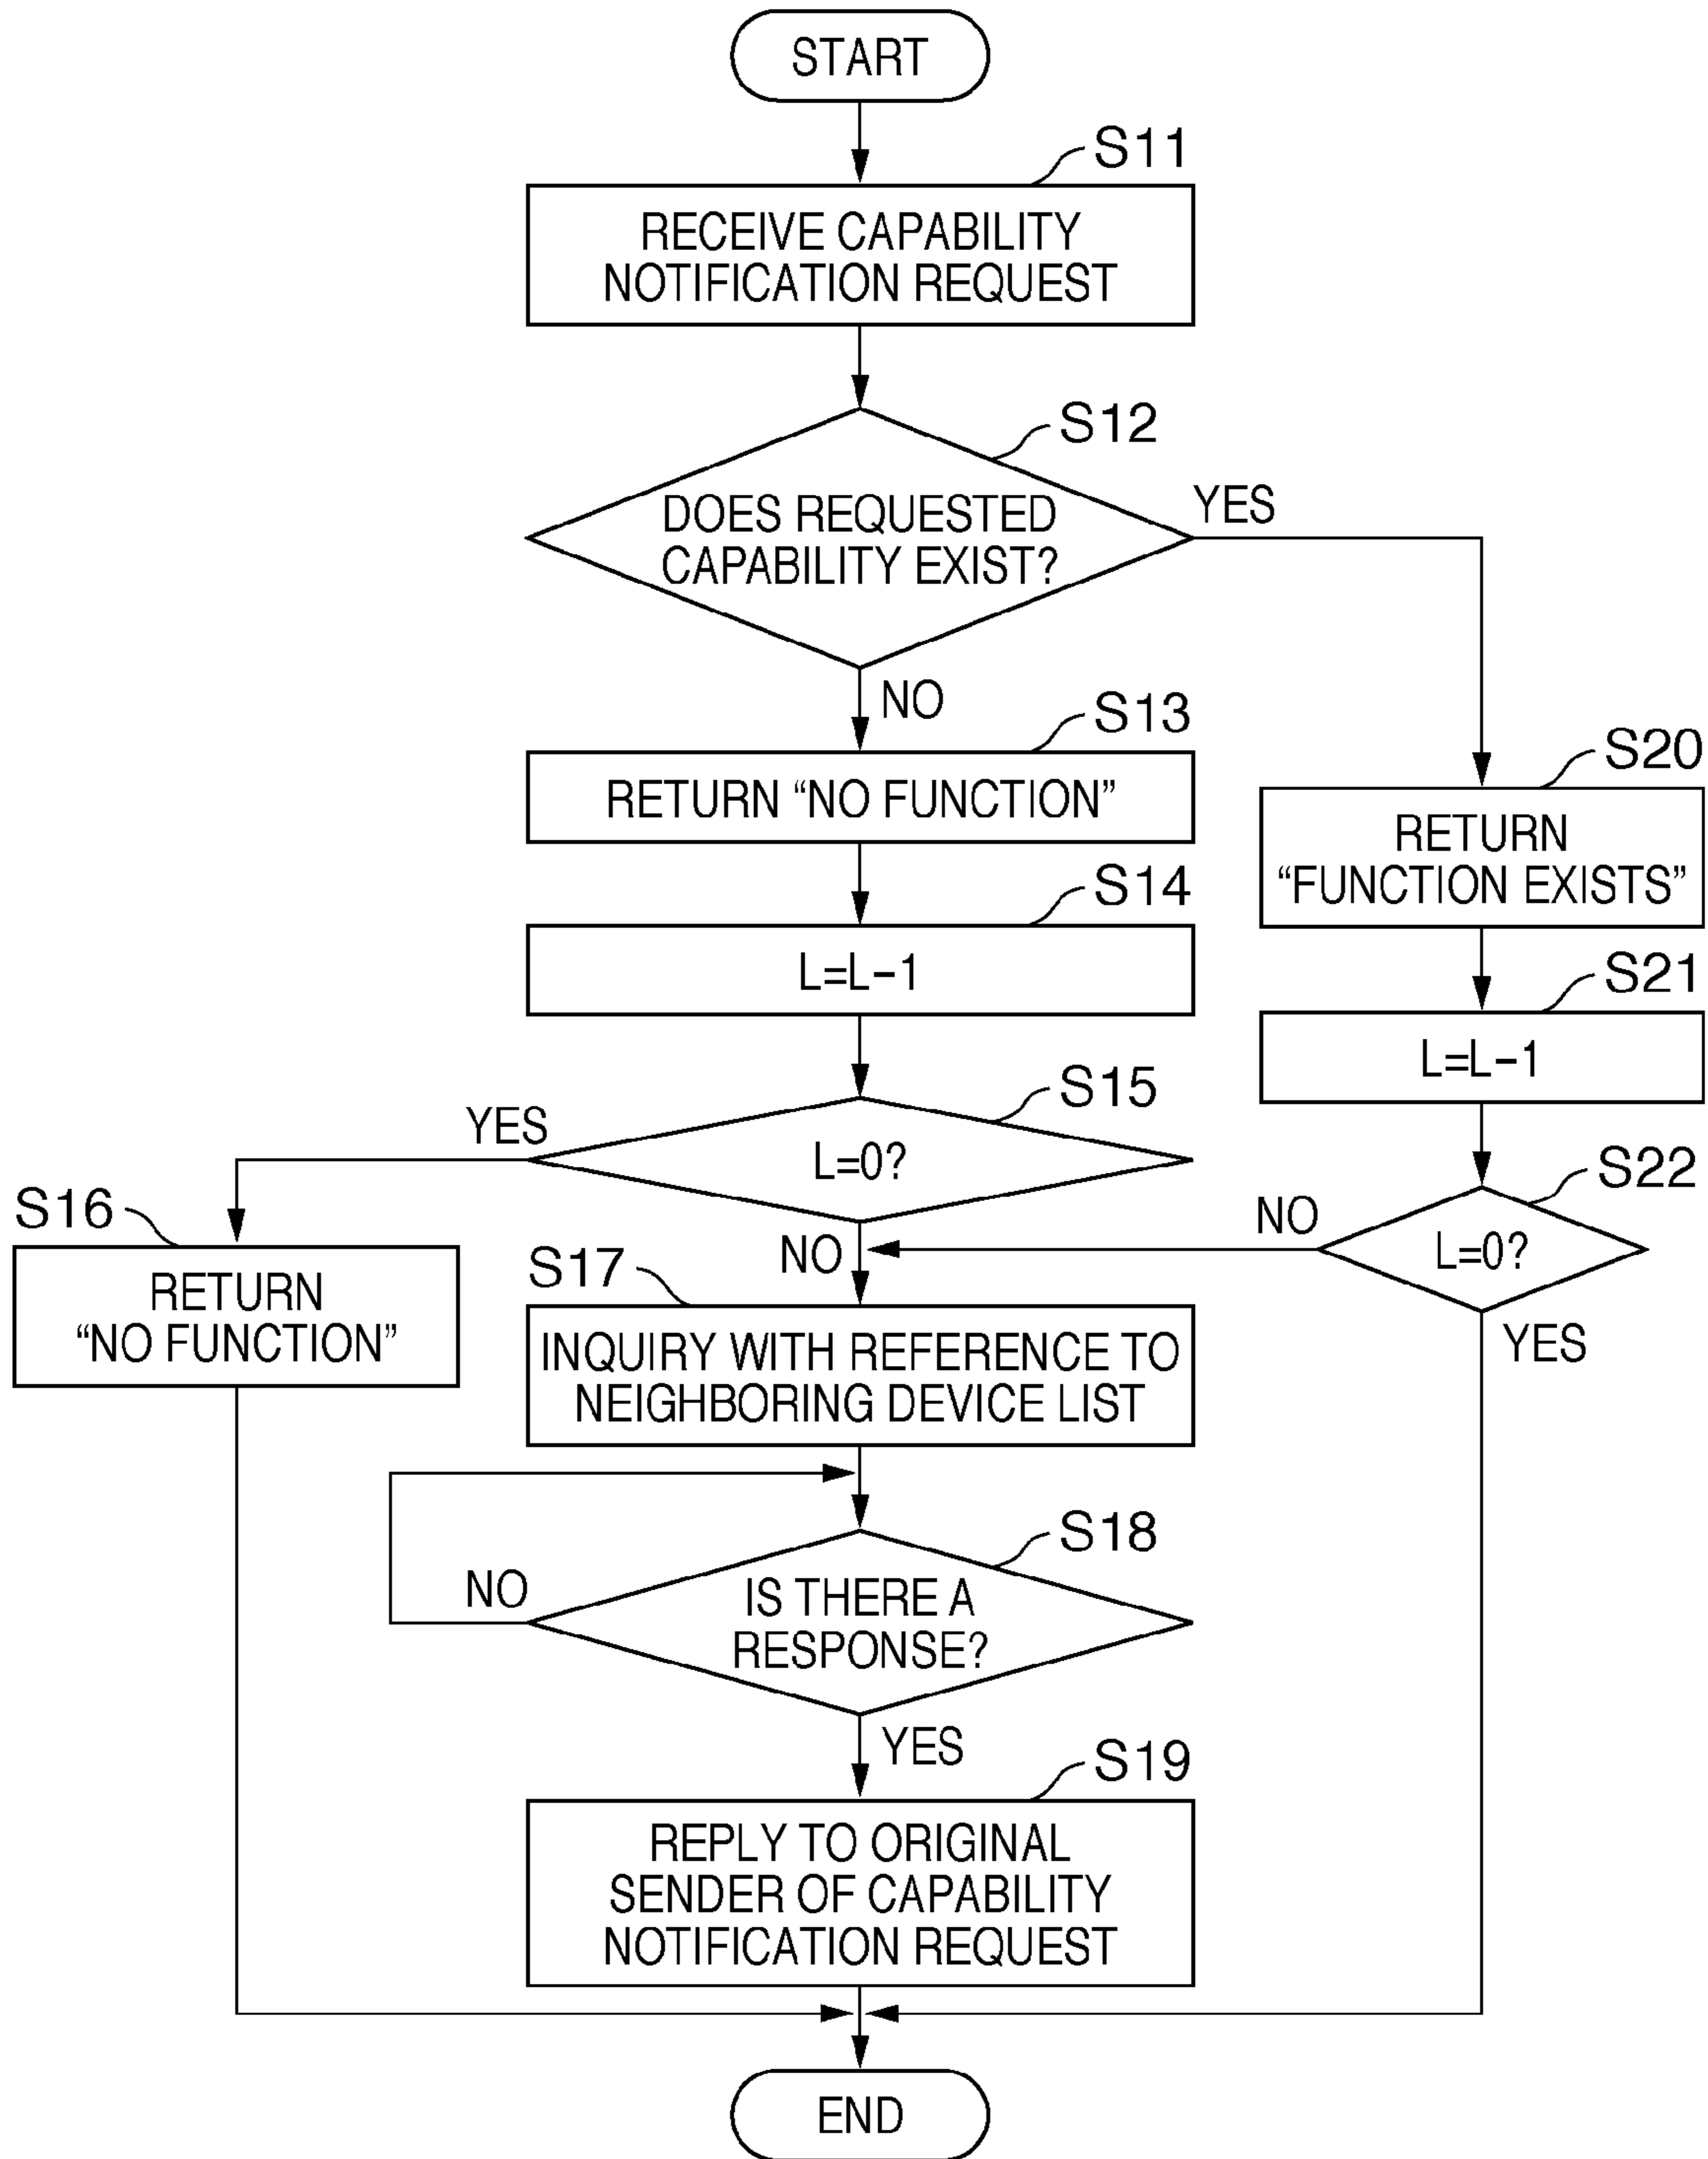 START
S11
RECEIVE CAPABILITY
NOTIFICATION REQUEST
S12
DOES REQUESTED
CAPABILITY EXIST?
YES
NO
S13
RETURN “NO FUNCTION”
S20
RETURN
“FUNCTION EXISTS”
S14
L=L−1
S21
L=L−1
S15
L=0?
YES
NO
S22
L=0?
NO
YES
S16
RETURN
“NO FUNCTION”
S17
INQUIRY WITH REFERENCE TO
NEIGHBORING DEVICE LIST
S18
IS THERE A
RESPONSE?
NO
YES
S19
REPLY TO ORIGINAL
SENDER OF CAPABILITY
NOTIFICATION REQUEST
END